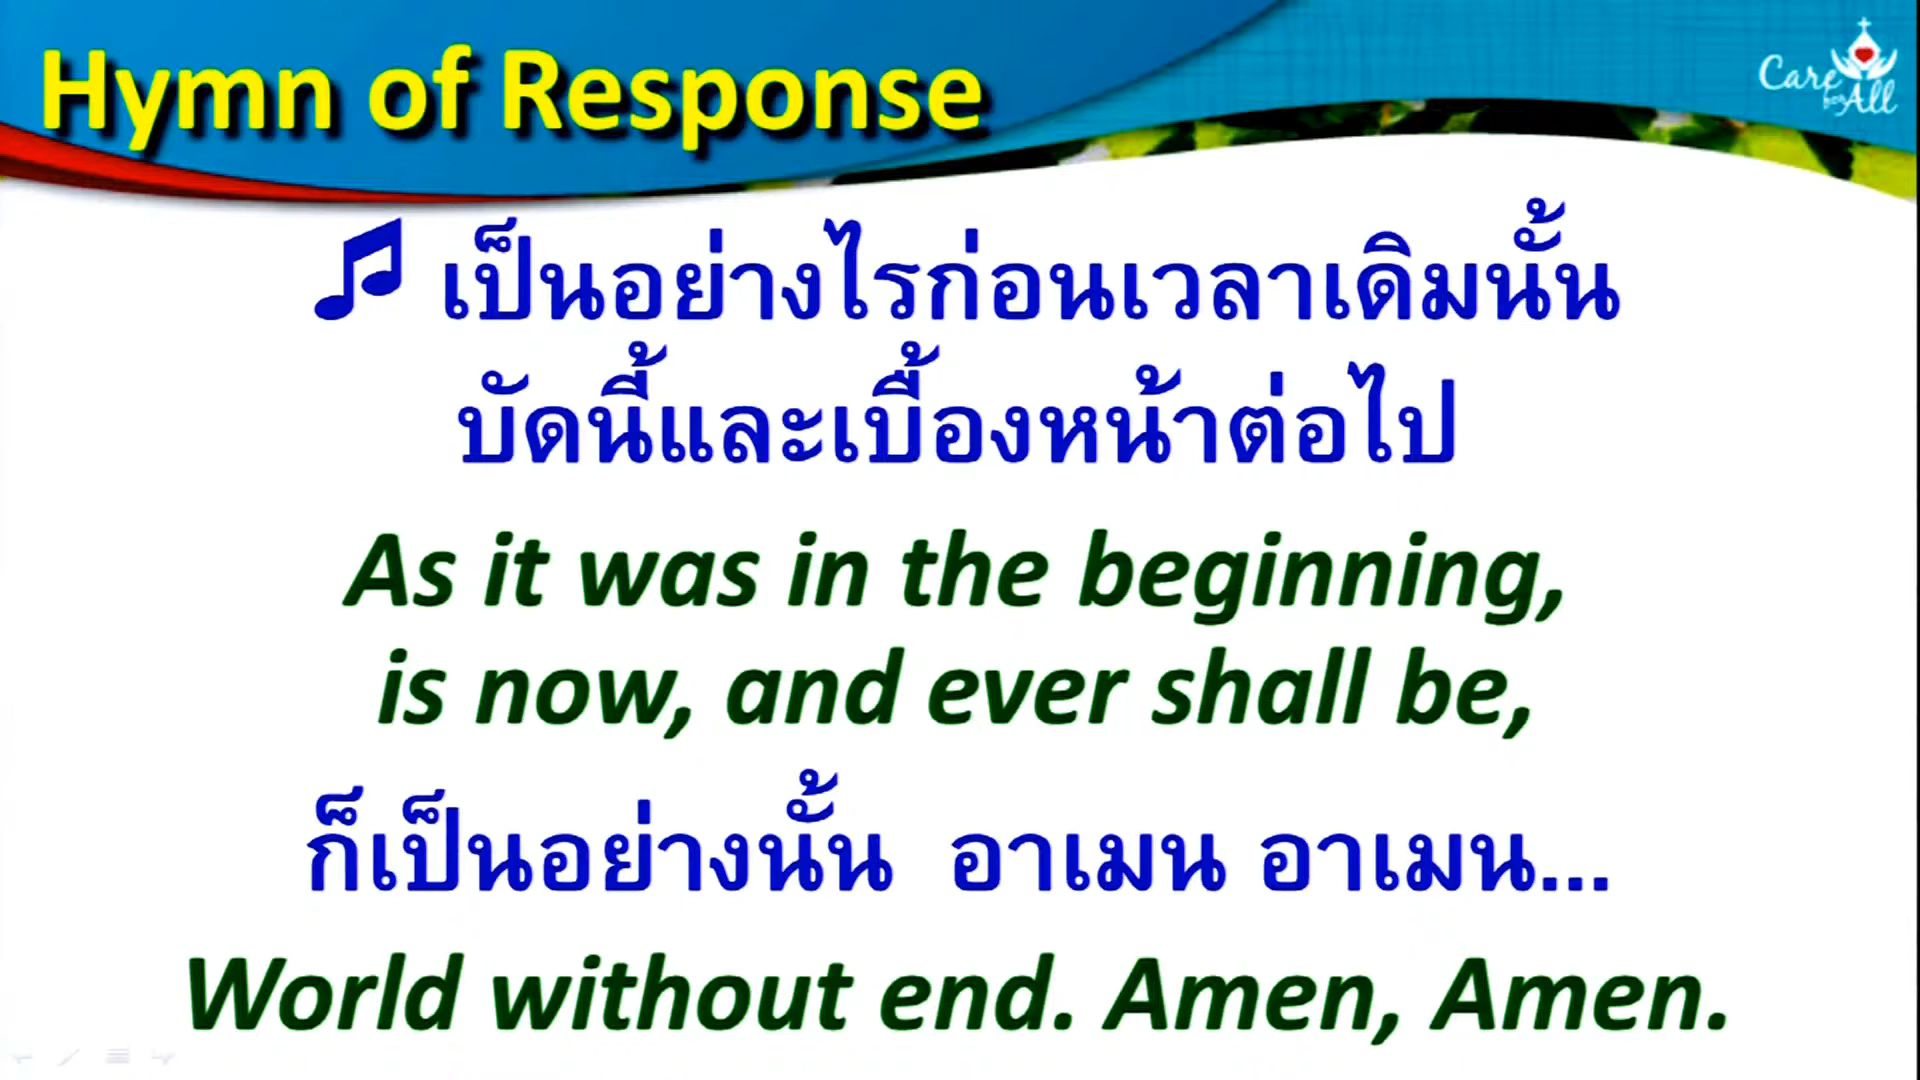 Hymn of Response
Care
for All
♫ เป็นอย่างไรก่อนเวลาเดิมนั้น
บัดนี้และเบื้องหน้าต่อไป
As it was in the beginning,
is now, and ever shall be,
ก็เป็นอย่างนั้น อาเมน อาเมน...
World without end. Amen, Amen.